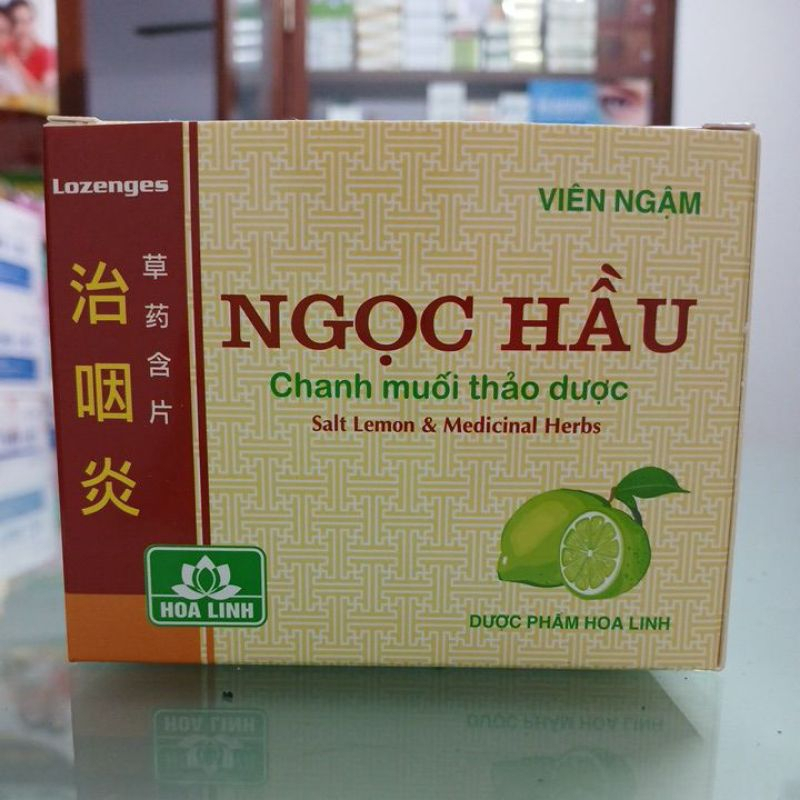 Lozenges
治咽炎
草药含片
VIÊN NGẬM
NGỌC HẦU
Chanh muối thảo dược
Salt Lemon & Medicinal Herbs
HOA LINH
DƯỢC PHẨM HOA LINH